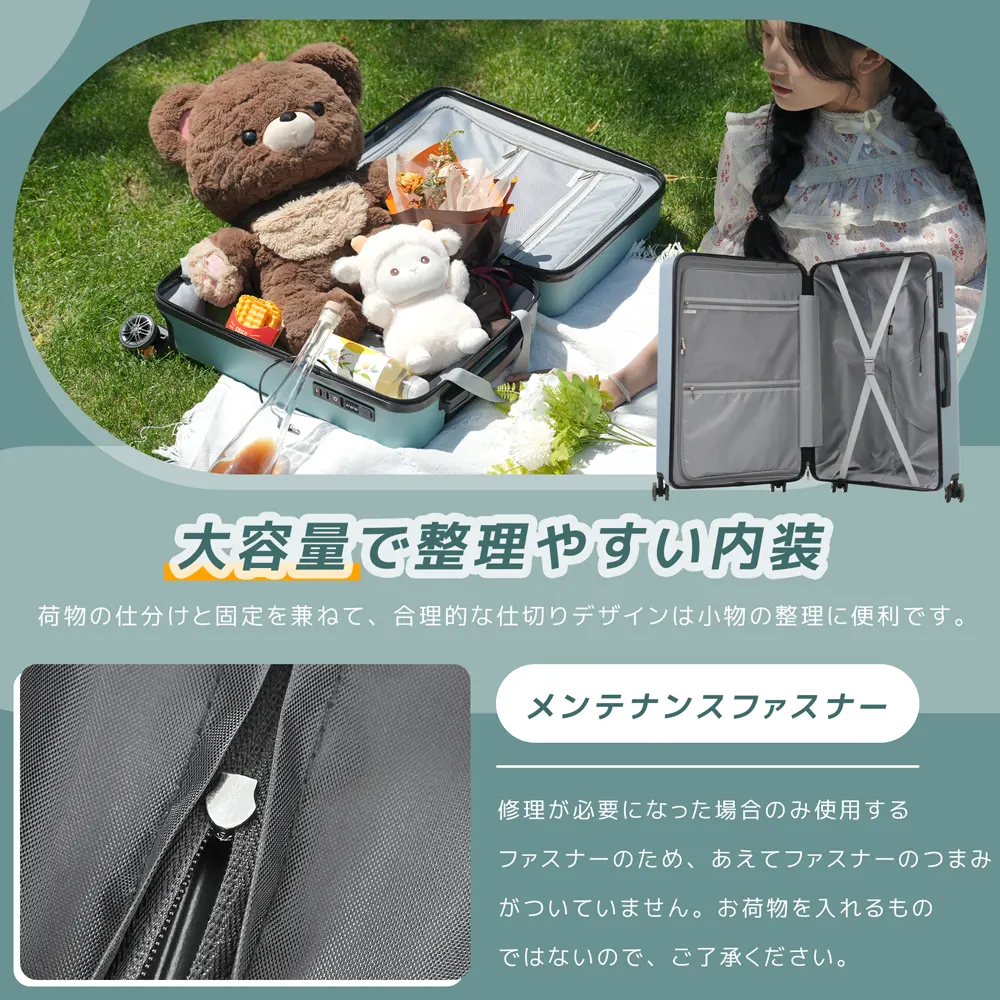 大容量で整理やすい内装
荷物の仕分けと固定を兼ねて、合理的な仕切りデザインは小物の整理に便利です。
メンテナンスファスナー
修理が必要になった場合のみ使用する
ファスナーのため、あえてファスナーのつまみ
がついていません。お荷物を入れるもの
ではないので、ご了承ください。